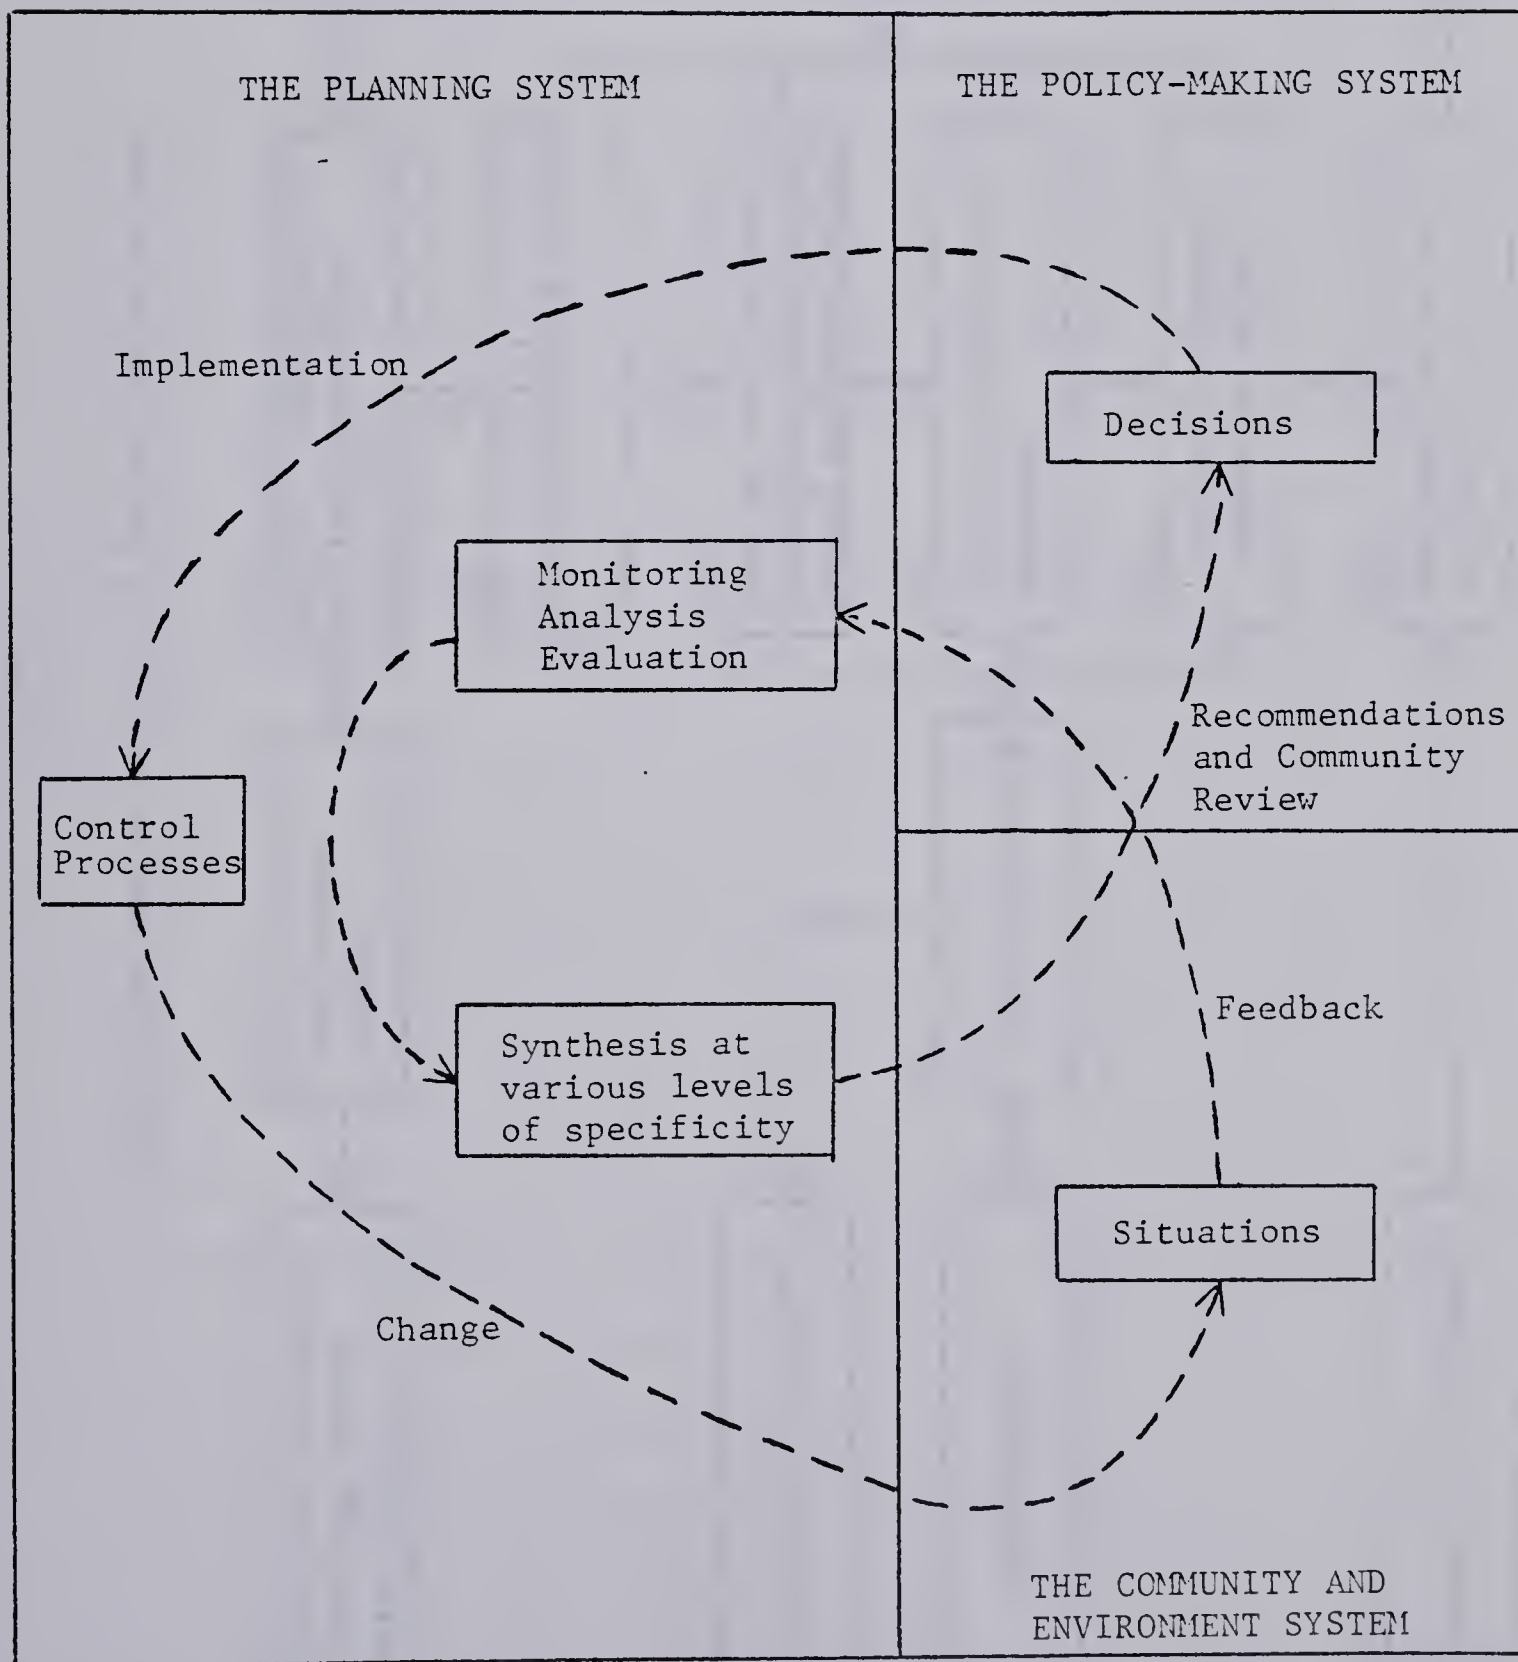 THE PLANNING SYSTEM
THE POLICY-MAKING SYSTEM
Implementation
Decisions
Monitoring
Analysis
Evaluation
Recommendations
and Community
Review
Control
Processes
Feedback
Synthesis at
various levels
of specificity
Situations
Change
THE COMMUNITY AND
ENVIRONMENT SYSTEM